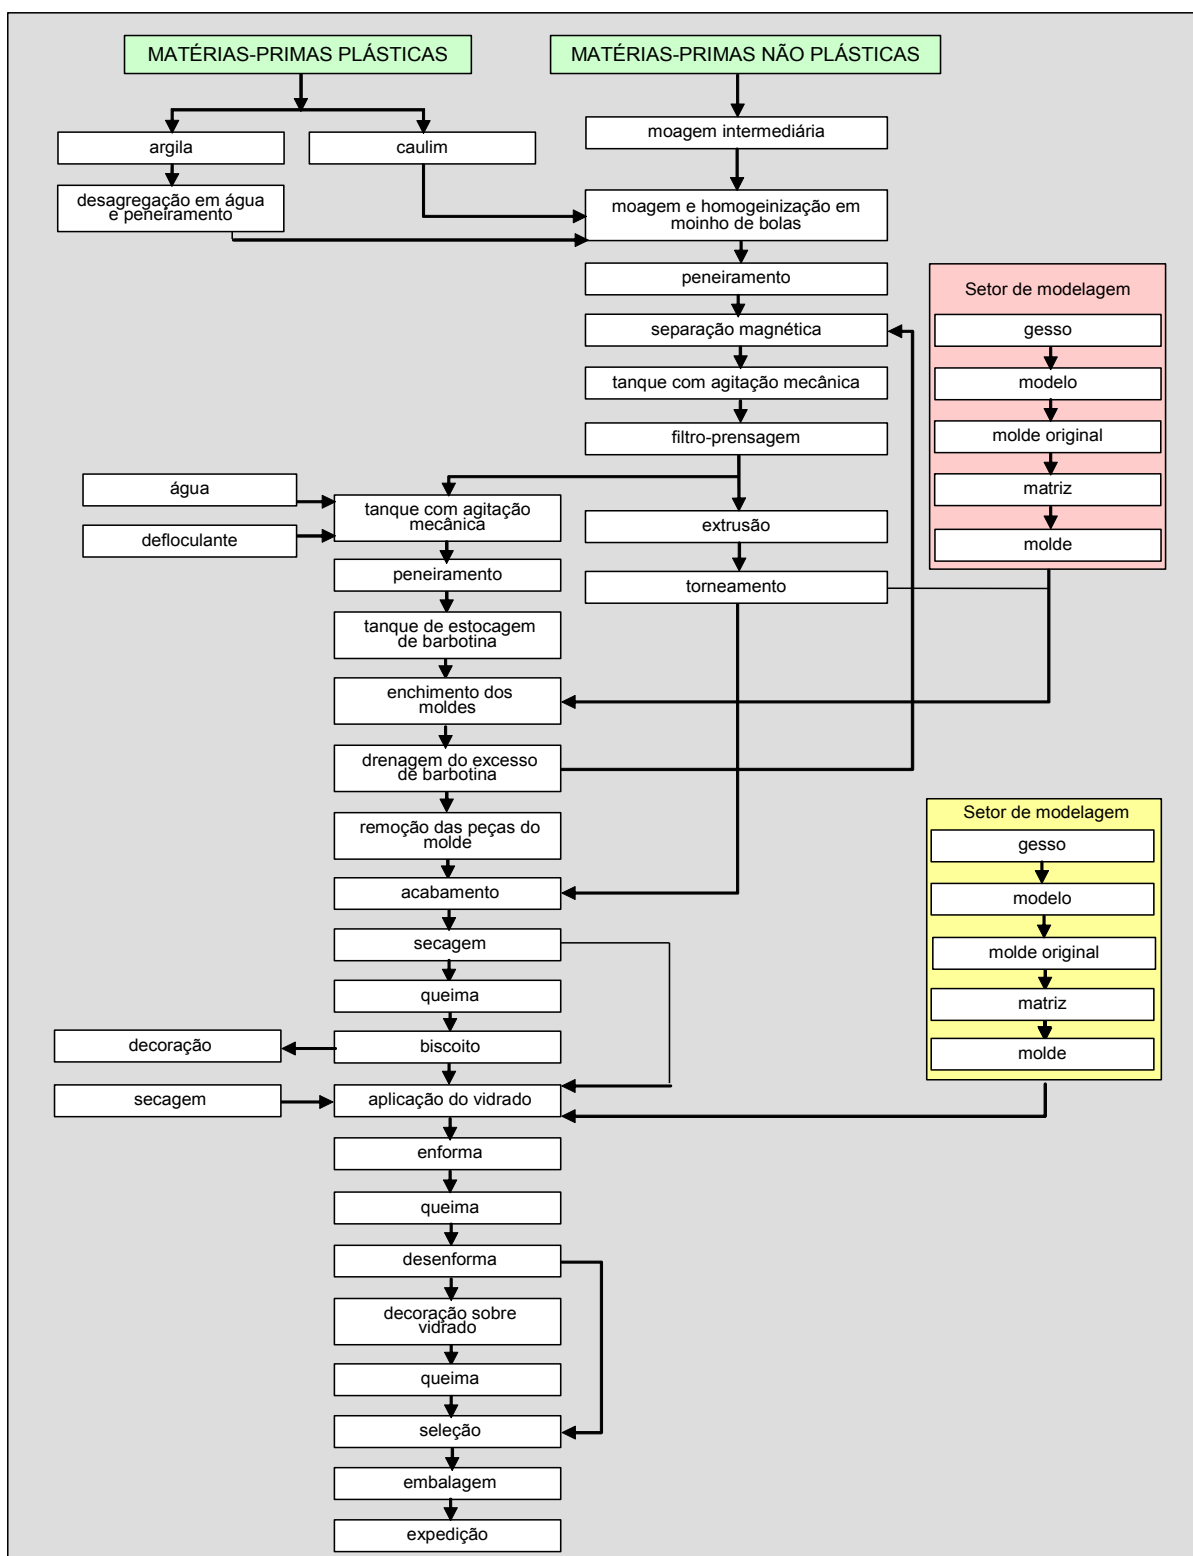 MATÉRIAS-PRIMAS PLÁSTICAS
MATÉRIAS-PRIMAS NÃO PLÁSTICAS
moagem intermediária
argila
caulim
desagregação em água
e peneiramento
moagem e homogeinização em
moinho de bolas
peneiramento
Setor de modelagem
separação magnética
gesso
tanque com agitação mecânica
modelo
filtro-prensagem
molde original
água
matriz
tanque com agitação
mecânica
extrusão
defloculante
molde
peneiramento
torneamento
tanque de estocagem
de barbotina
enchimento dos
moldes
drenagem do excesso
de barbotina
Setor de modelagem
remoção das peças do
molde
gesso
acabamento
modelo
secagem
molde original
queima
matriz
decoração
biscoito
molde
secagem
aplicação do vidrado
enforma
queima
desenforma
decoração sobre
vidrado
queima
seleção
embalagem
expedição